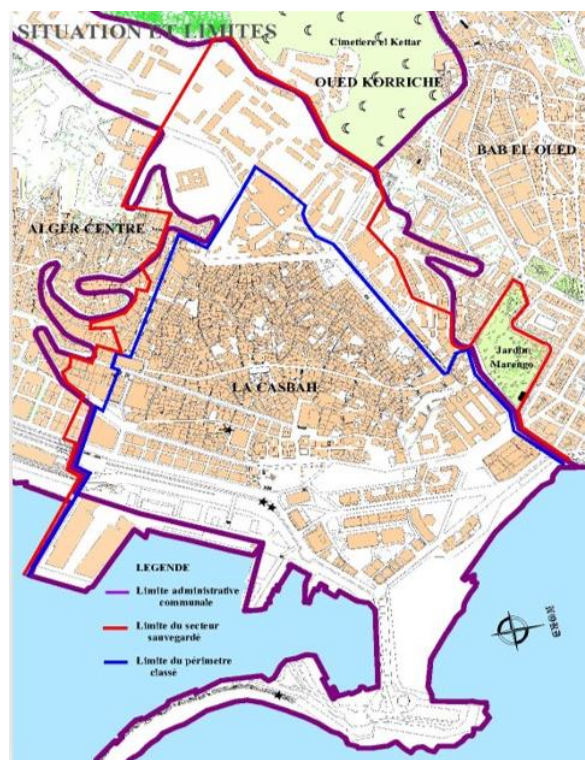 SITUATION ET LIMITES
Cimetiere el Kettar
OUED KORRICHE
BAB EL OUED
ALGER CENTRE
Jardin
Marengo
LA CASBAH
LEGENDE
Limite administrative
communale
Limite du secteur
sauvegardé
Limite du périmetre
classé
NORD